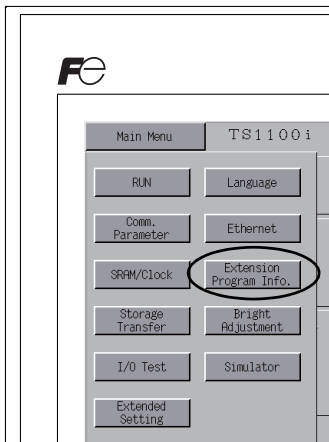 Fe
Main Menu
TS1100i
RUN
Language
Comm.
Parameter
Ethernet
SRAM/Clock
Extension
Program Info.
Storage
Transfer
Bright
Adjustment
I/O Test
Simulator
Extended
Setting